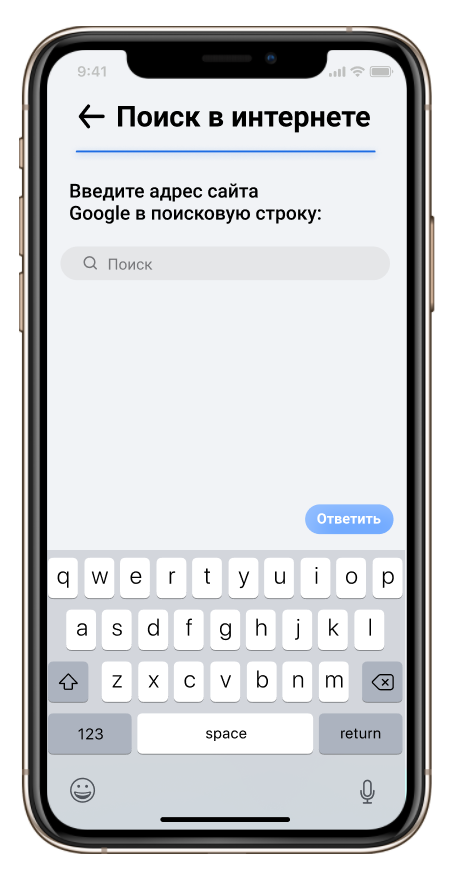 9:41
Поиск в интернете
Введите адрес сайта
Google в поисковую строку:
Поиск
Ответить
q w e r t y u i o p
a s d f g h j k l
z x c v b n m
123 space return